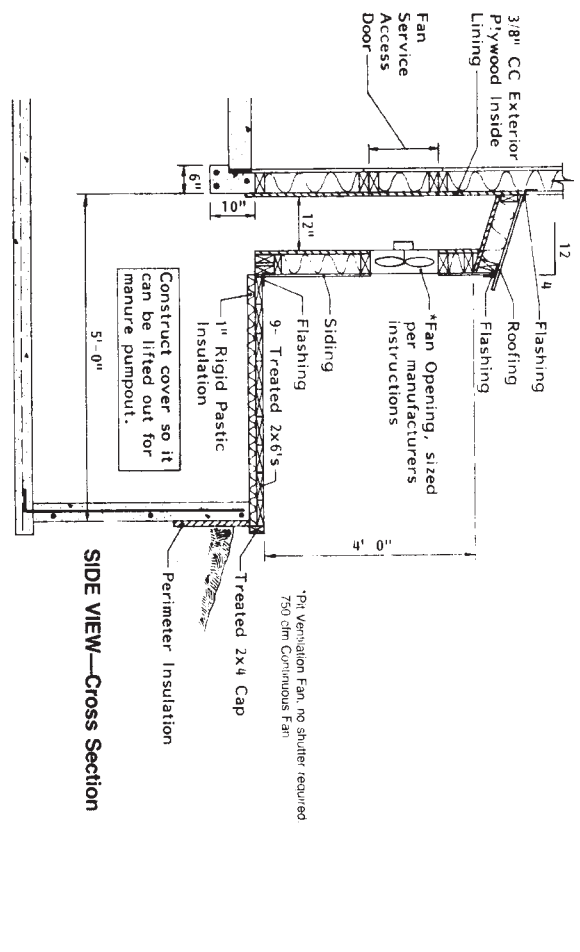 3/8" CC Exterior
Plywood Inside
Lining
Fan
Service
Access
Door
12
4
Flashing
Roofing
Flashing
*Fan Opening, sized
per manufacturers
instructions
Siding
Flashing
9- Treated 2x6's
1" Rigid Pastic
Insulation
6"
10"
12"
5'-0"
4' 0"
Construct cover so it
can be lifted out for
manure pumpout.
Treated 2x4 Cap
Perimeter Insulation
*Pit Ventilation Fan, no shutter required
750 cfm Continuous Fan
SIDE VIEW—Cross Section